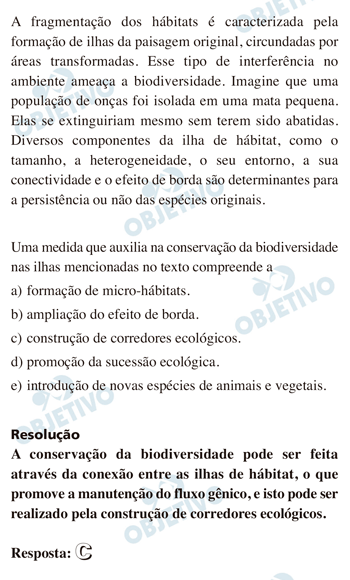 A fragmentação dos hábitats é caracterizada pela
formação de ilhas da paisagem original, circundadas por
áreas transformadas. Esse tipo de interferência no
ambiente ameaça a biodiversidade. Imagine que uma
população de onças foi isolada em uma mata pequena.
Elas se extinguiriam mesmo sem terem sido abatidas.
Diversos componentes da ilha de hábitat, como o
tamanho, a heterogeneidade, o seu entorno, a sua
conectividade e o efeito de borda são determinantes para
a persistência ou não das espécies originais.
Uma medida que auxilia na conservação da biodiversidade
nas ilhas mencionadas no texto compreende a
a) formação de micro-hábitats.
b) ampliação do efeito de borda.
c) construção de corredores ecológicos.
d) promoção da sucessão ecológica.
e) introdução de novas espécies de animais e vegetais.
Resolução
A conservação da biodiversidade pode ser feita
através da conexão entre as ilhas de hábitat, o que
promove a manutenção do fluxo gênico, e isto pode ser
realizado pela construção de corredores ecológicos.
Resposta: C
OBJETIVO
OBJETIVO
OBJETIVO
OBJETIVO
OBJETIVO
OBJETIVO